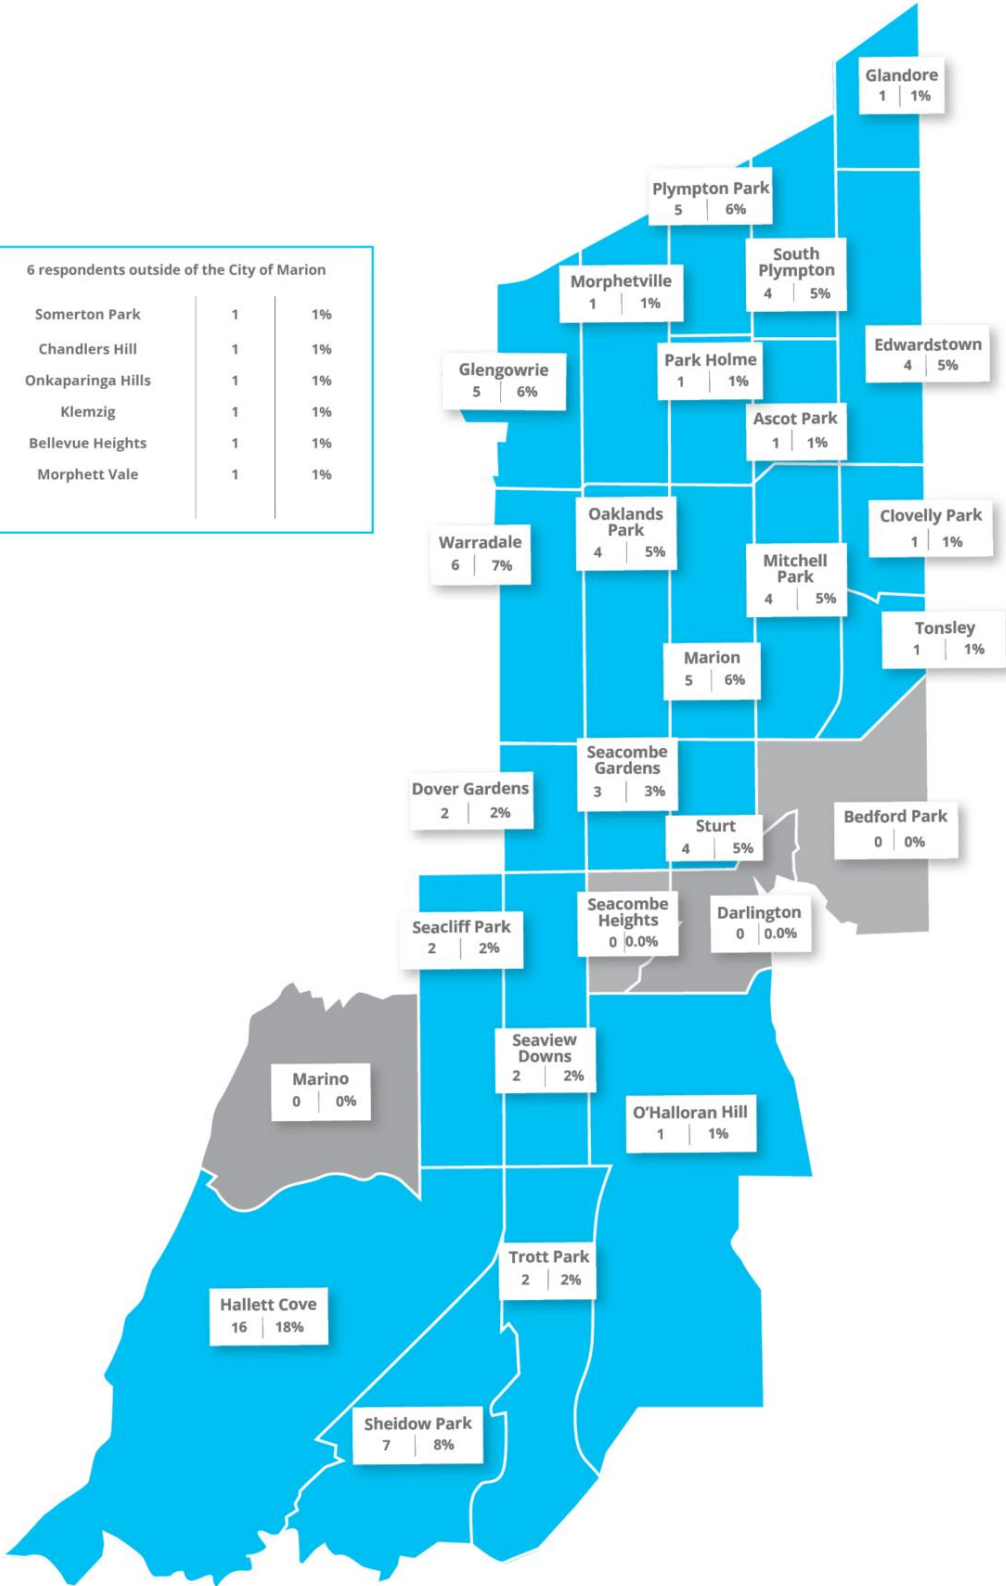 Glandore
1 1%
Plympton Park
5 6%
South
Plympton
4 5%
6 respondents outside of the City of Marion
Somerton Park 1 1%
Chandlers Hill 1 1%
Onkaparinga Hills 1 1%
Klemzig 1 1%
Bellevue Heights 1 1%
Morphett Vale 1 1%
Morphetville
1 1%
Edwardstown
4 5%
Park Holme
1 1%
Glengowrie
5 6%
Ascot Park
1 1%
Oaklands
Park
4 5%
Clovelly Park
1 1%
Warradale
6 7%
Mitchell
Park
4 5%
Tonsley
1 1%
Marion
5 6%
Seacombe
Gardens
3 3%
Dover Gardens
2 2%
Sturt
4 5%
Bedford Park
0 0%
Seacombe
Heights
0 0.0%
Darlington
0 0.0%
Seacliff Park
2 2%
Seaview
Downs
2 2%
Marino
0 0%
O'Halloran Hill
1 1%
Trott Park
2 2%
Hallett Cove
16 18%
Sheidow Park
7 8%